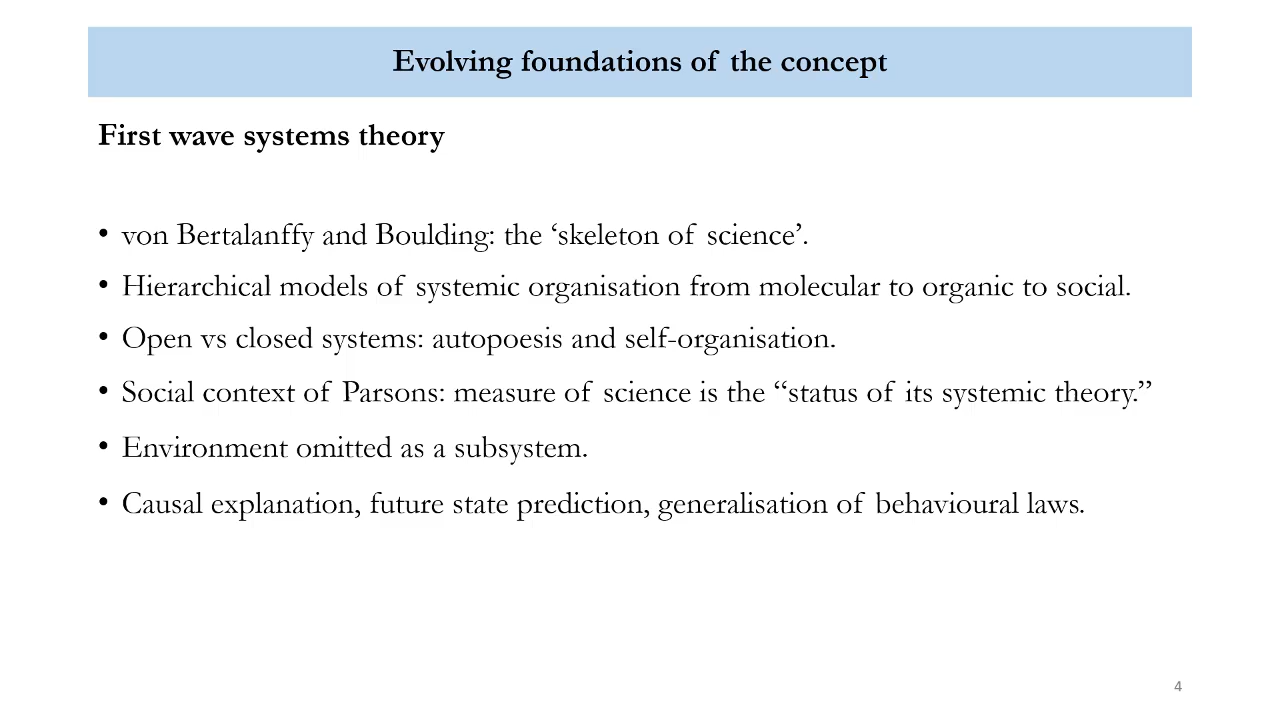 Evolving foundations of the concept
First wave systems theory
• von Bertalanffy and Boulding: the ‘skeleton of science’.
• Hierarchical models of systemic organisation from molecular to organic to social.
• Open vs closed systems: autopoesis and self-organisation.
• Social context of Parsons: measure of science is the “status of its systemic theory.”
• Environment omitted as a subsystem.
• Causal explanation, future state prediction, generalisation of behavioural laws.
4